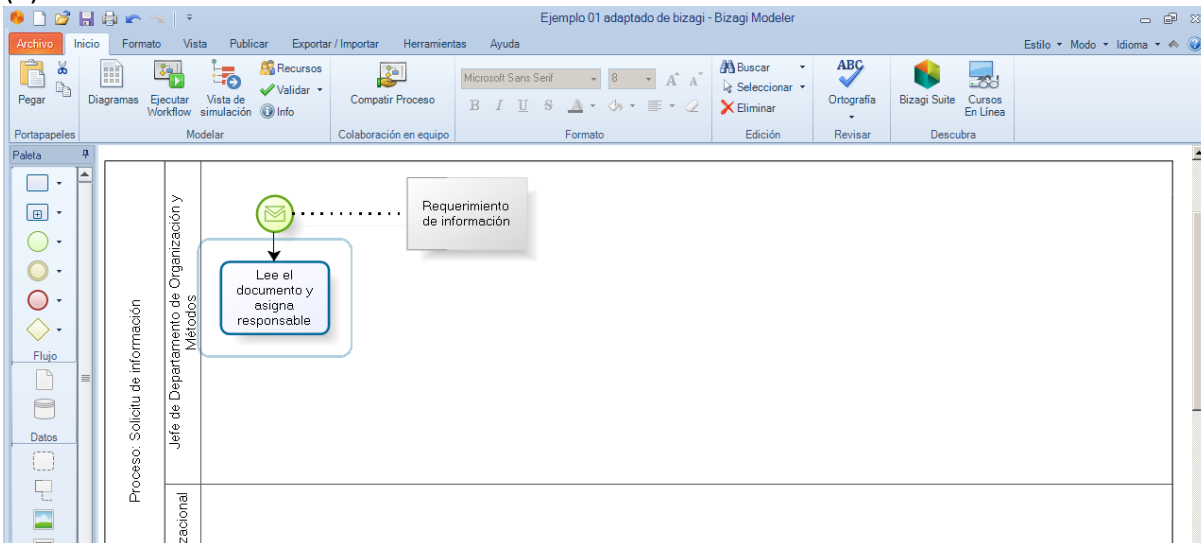 Ejemplo 01 adaptado de bizagi - Bizagi Modeler
Archivo Inicio Formato Vista Publicar Exportar / Importar Herramientas Ayuda Estilo Modo Idioma
Pegar
Diagramas
Ejecutar
Workflow
Vista de
simulación
Recursos
Validar
Info
Compatir Proceso
Microsoft Sans Serif 8 A A
B I U S A
Buscar
Seleccionar
Eliminar
ABC
Ortografía
Bizagi Suite
Cursos
En Línea
Portapapeles Modelar Colaboración en equipo Formato Edición Revisar Descubra
Paleta
Flujo
Datos
Proceso: Solicitu de información
Jefe de Departamento de Organización y
Métodos
Requerimiento
de información
Lee el
documento y
asigna
responsable
zacional